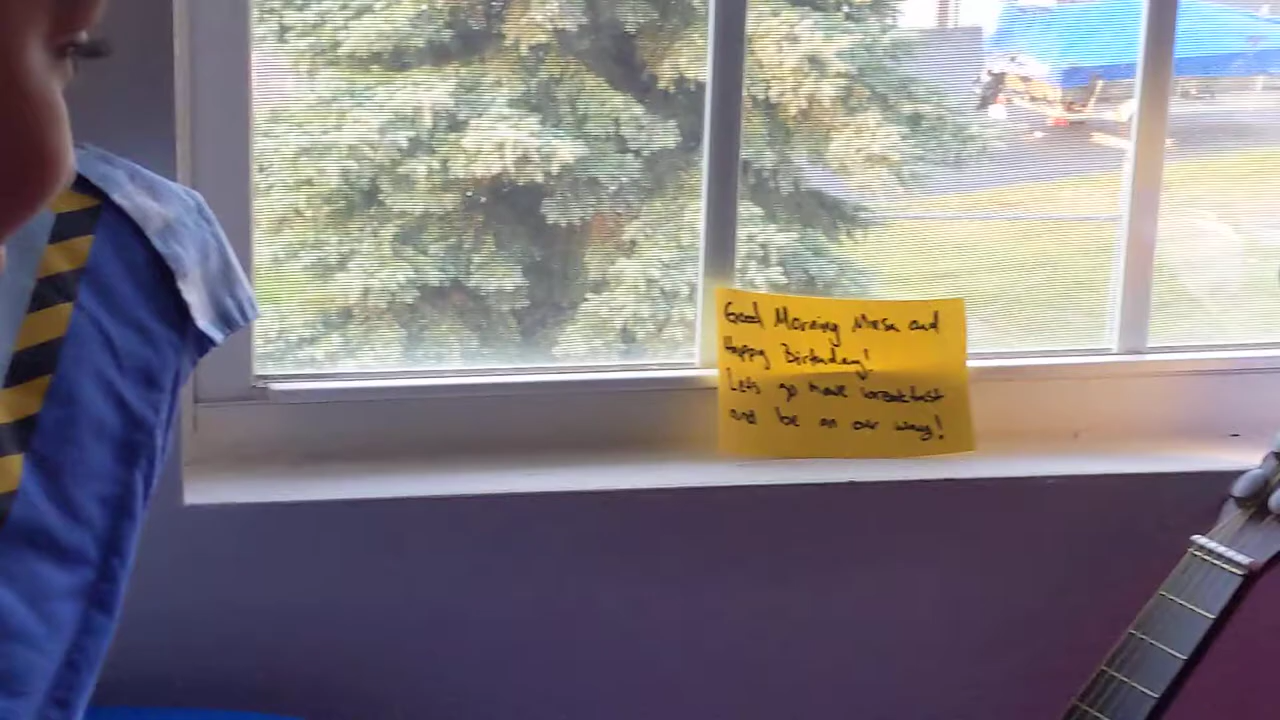 Good Morning Mesa and
Happy Birthday!
Lets go have breakfast
and be on our way!